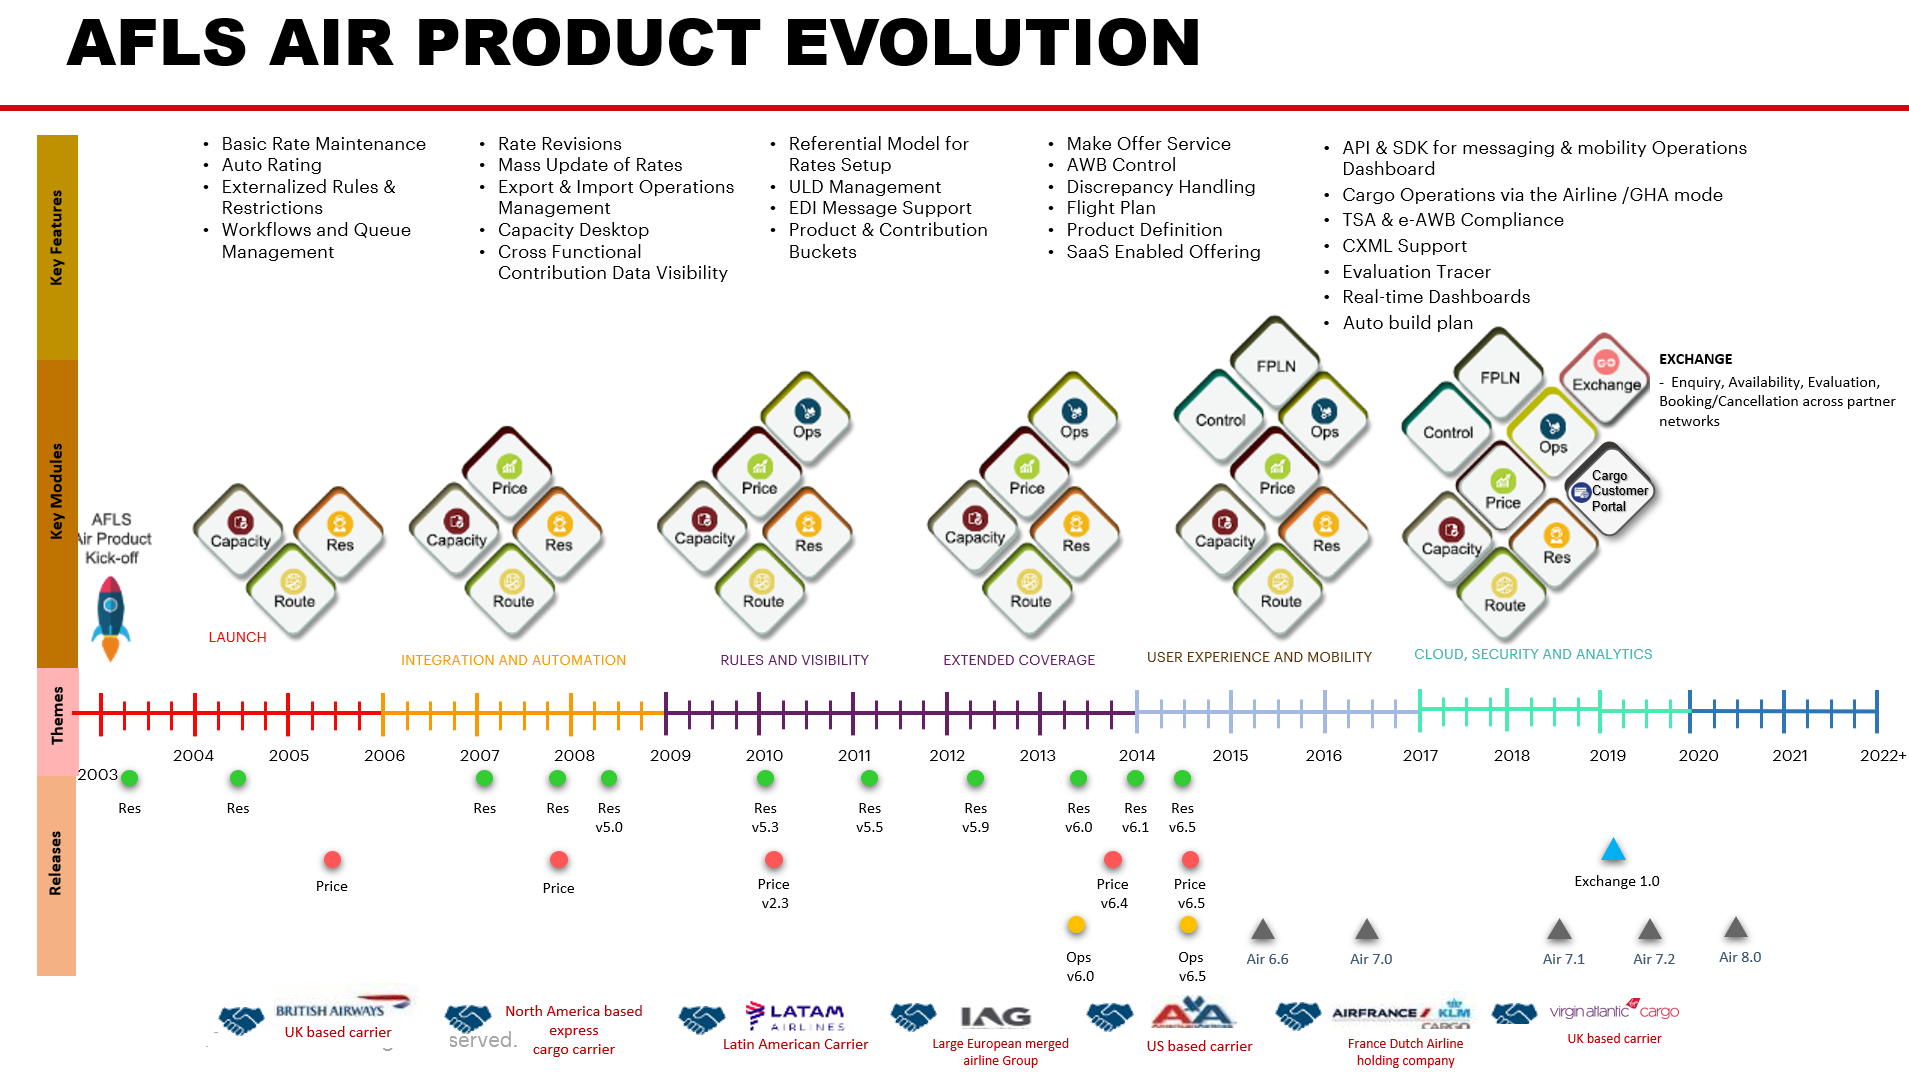 AFLS AIR PRODUCT EVOLUTION
Key Features
• Basic Rate Maintenance
• Auto Rating
• Externalized Rules &
Restrictions
• Workflows and Queue
Management
• Rate Revisions
• Mass Update of Rates
• Export & Import Operations
Management
• Capacity Desktop
• Cross Functional
Contribution Data Visibility
• Referential Model for
Rates Setup
• ULD Management
• EDI Message Support
• Product & Contribution
Buckets
• Make Offer Service
• AWB Control
• Discrepancy Handling
• Flight Plan
• Product Definition
• SaaS Enabled Offering
• API & SDK for messaging & mobility Operations
Dashboard
• Cargo Operations via the Airline /GHA mode
• TSA & e-AWB Compliance
• CXML Support
• Evaluation Tracer
• Real-time Dashboards
• Auto build plan
Key Modules
AFLS
Air Product
Kick-off
Capacity
Res
Route
LAUNCH
Price
Capacity
Res
Route
INTEGRATION AND AUTOMATION
Ops
Price
Capacity
Res
Route
RULES AND VISIBILITY
Ops
Price
Capacity
Res
Route
EXTENDED COVERAGE
FPLN
Control
Ops
Price
Capacity
Res
Route
USER EXPERIENCE AND MOBILITY
FPLN
Exchange
Control
Ops
Price
Cargo
Customer
Portal
Capacity
Res
Route
CLOUD, SECURITY AND ANALYTICS
EXCHANGE
- Enquiry, Availability, Evaluation,
Booking/Cancellation across partner
networks
Themes
2003
2004
2005
2006
2007
2008
2009
2010
2011
2012
2013
2014
2015
2016
2017
2018
2019
2020
2021
2022+
Releases
Res
Res
Res
Res
Res
v5.0
Res
v5.3
Res
v5.5
Res
v5.9
Res
v6.0
Res
v6.1
Res
v6.5
Price
Price
Price
v2.3
Price
v6.4
Price
v6.5
Exchange 1.0
Ops
v6.0
Ops
v6.5
Air 6.6
Air 7.0
Air 7.1
Air 7.2
Air 8.0
BRITISH AIRWAYS
UK based carrier
North America based
express
cargo carrier
served.
LATAM
AIRLINES
Latin American Carrier
IAG
Large European merged
airline Group
AA
American Airlines
US based carrier
AIRFRANCE KLM
CARGO
France Dutch Airline
holding company
virgin atlantic cargo
UK based carrier